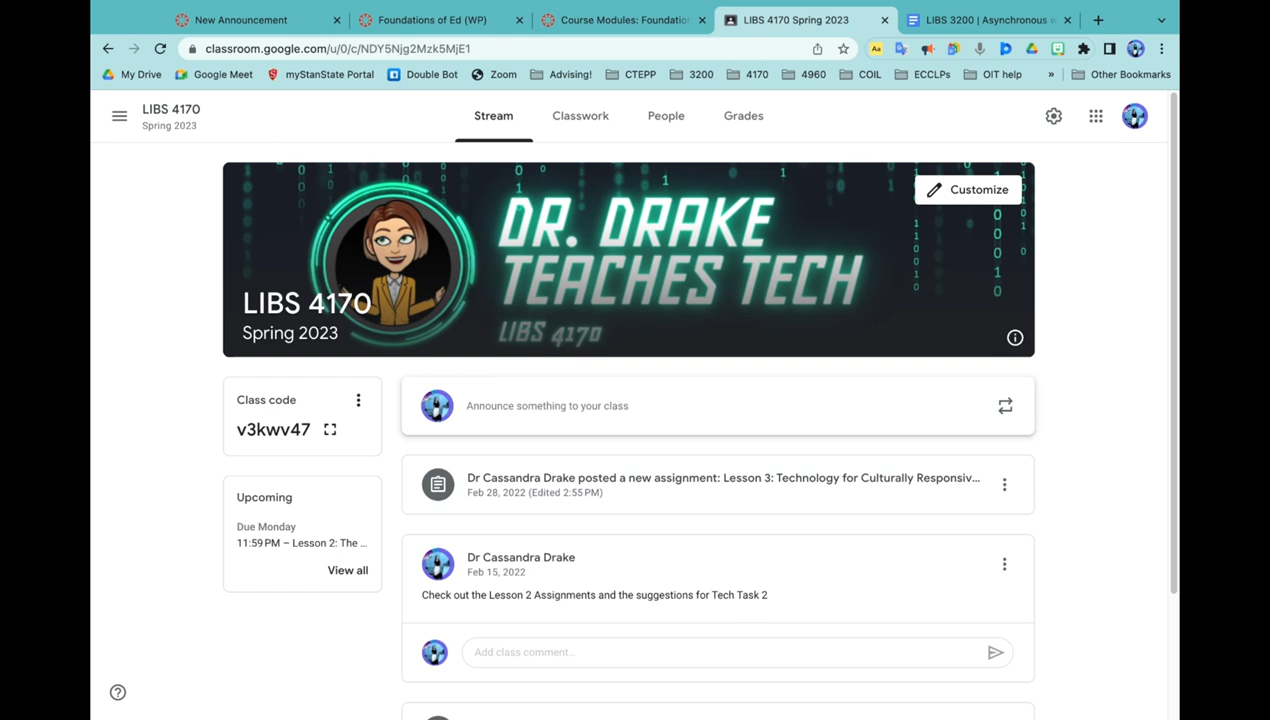 New Announcement
Foundations of Ed (WP)
Course Modules: Foundation
LIBS 4170 Spring 2023
LIBS 3200 | Asynchronous w
classroom.google.com/u/0/c/NDY5Njg2Mzk5MjE1
My Drive
Google Meet
myStanState Portal
Double Bot
Zoom
Advising!
CTEPP
3200
4170
4960
COIL
ECCLPs
OIT help
»
Other Bookmarks
LIBS 4170
Spring 2023
Stream
Classwork
People
Grades
Customize
DR. DRAKE
TEACHES TECH
LIBS 4170
LIBS 4170
Spring 2023
Class code
v3kwv47
Announce something to your class
Dr Cassandra Drake posted a new assignment: Lesson 3: Technology for Culturally Responsiv...
Feb 28, 2022 (Edited 2:55 PM)
Upcoming
Due Monday
11:59 PM – Lesson 2: The ...
View all
Dr Cassandra Drake
Feb 15, 2022
Check out the Lesson 2 Assignments and the suggestions for Tech Task 2
Add class comment...